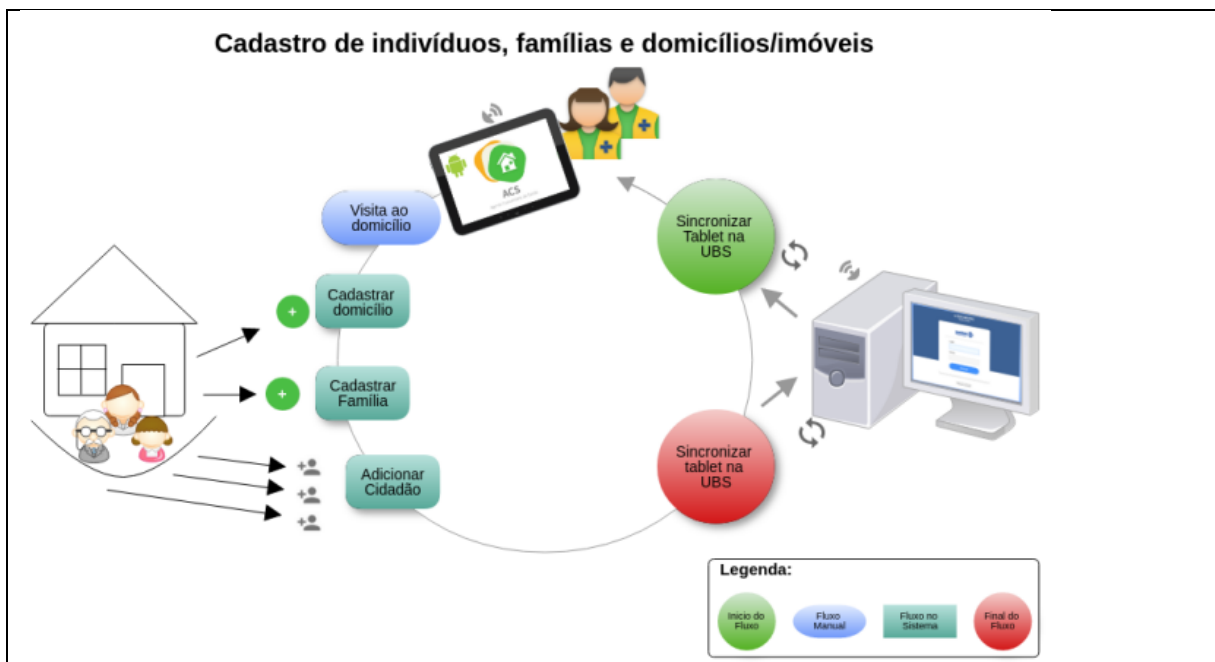 Cadastro de indivíduos, famílias e domicílios/imóveis
ACS
Visita ao
domicílio
Sincronizar
Tablet na
UBS
+
Cadastrar
domicílio
+
Cadastrar
Família
Adicionar
Cidadão
Sincronizar
tablet na
UBS
Legenda:
Inicio do
Fluxo
Fluxo
Manual
Fluxo no
Sistema
Final do
Fluxo